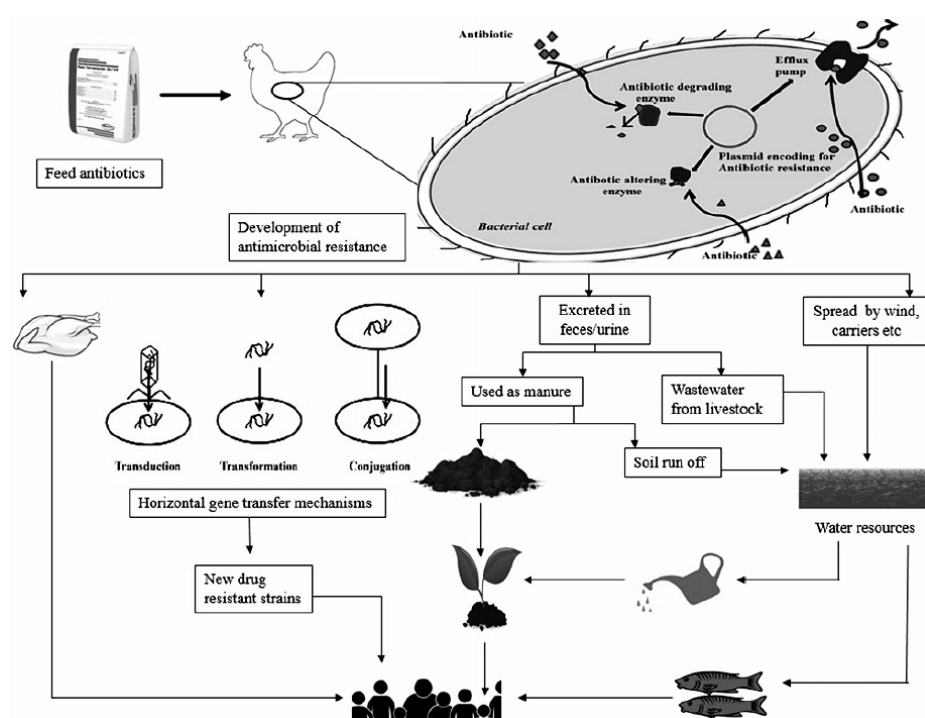 Antibiotic
Efflux
pump
Antibiotic degrading
enzyme
Feed antibiotics
Plasmid encoding for
Antibiotic resistance
Antibotic altering
enzyme
Antibiotic
Bacterial cell
Antibiotic
Development of
antimicrobial resistance
Excreted in
feces/urine
Spread by wind,
carriers etc
Used as manure
Wastewater
from livestock
Transduction
Transformation
Conjugation
Soil run off
Horizontal gene transfer mechanisms
Water resources
New drug
resistant strains